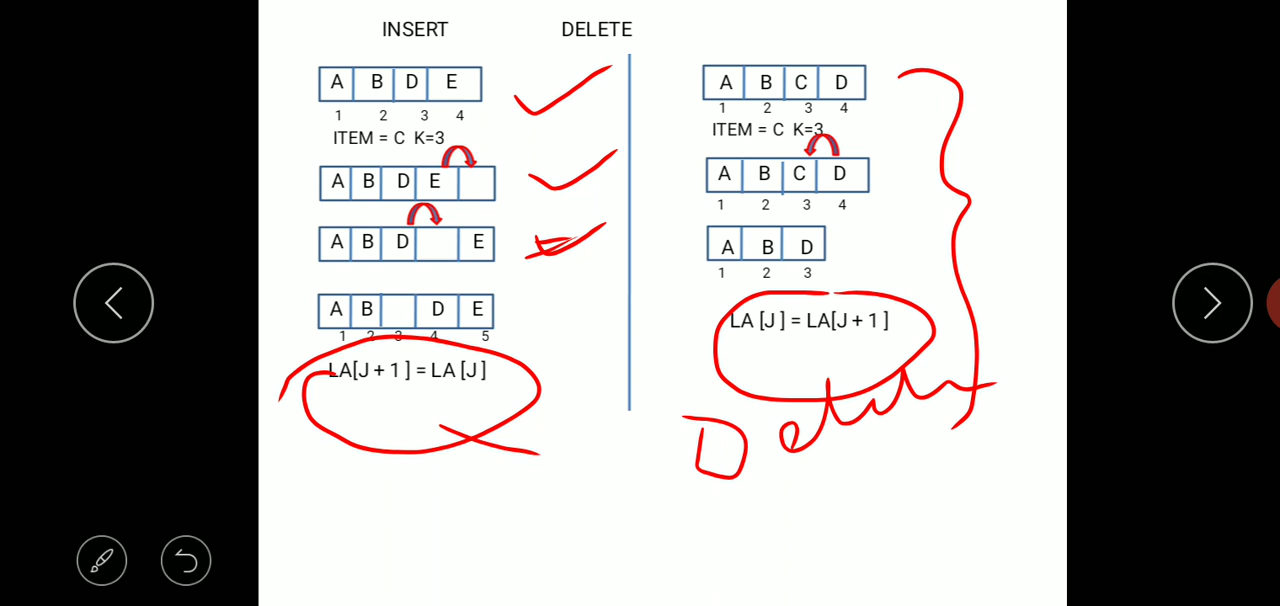 INSERT DELETE
A B D E
1 2 3 4
ITEM = C K=3
A B D E
A B D E
A B D E
1 2 3 4 5
LA[J + 1 ] = LA [J ]
A B C D
1 2 3 4
ITEM = C K=3
A B C D
1 2 3 4
A B D
1 2 3
LA [J ] = LA[J + 1 ]